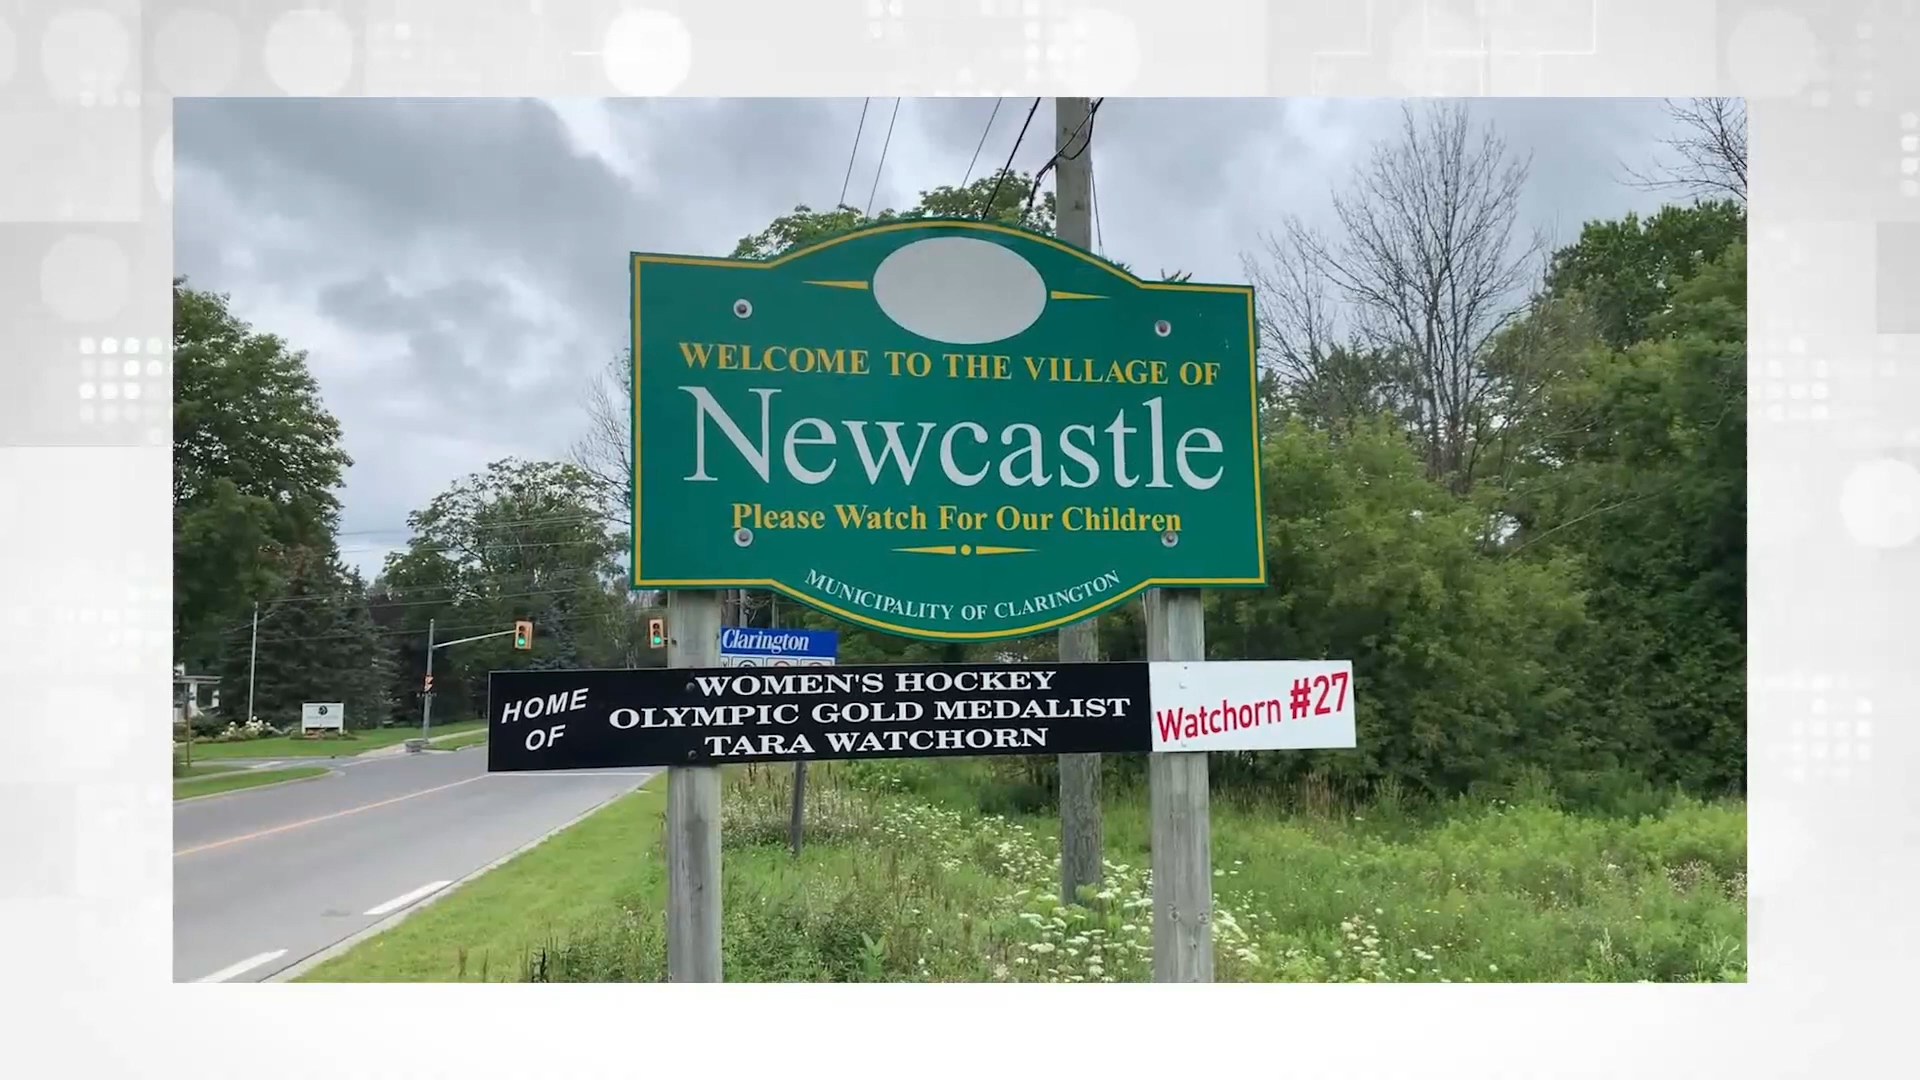 WELCOME TO THE VILLAGE OF
Newcastle
Please Watch For Our Children
MUNICIPALITY OF CLARINGTON
Clarington
HOME
OF
WOMEN'S HOCKEY
OLYMPIC GOLD MEDALIST
TARA WATCHORN
Watchorn #27